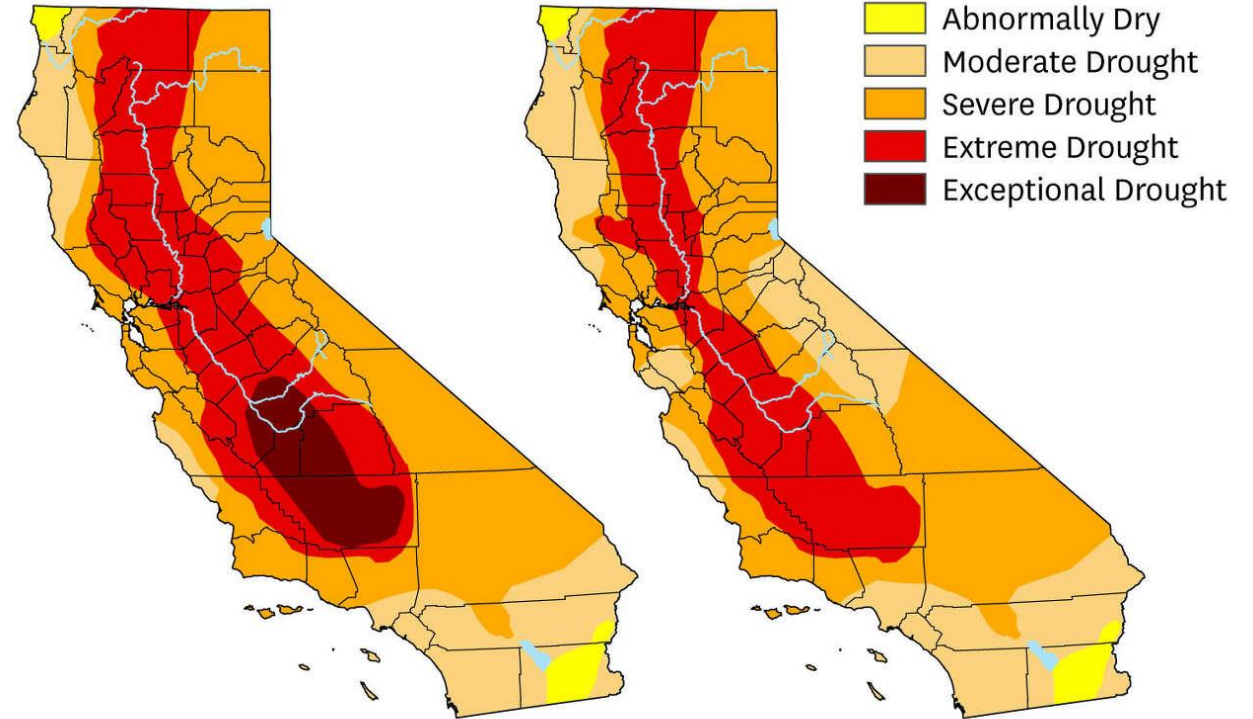 Abnormally Dry
Moderate Drought
Severe Drought
Extreme Drought
Exceptional Drought